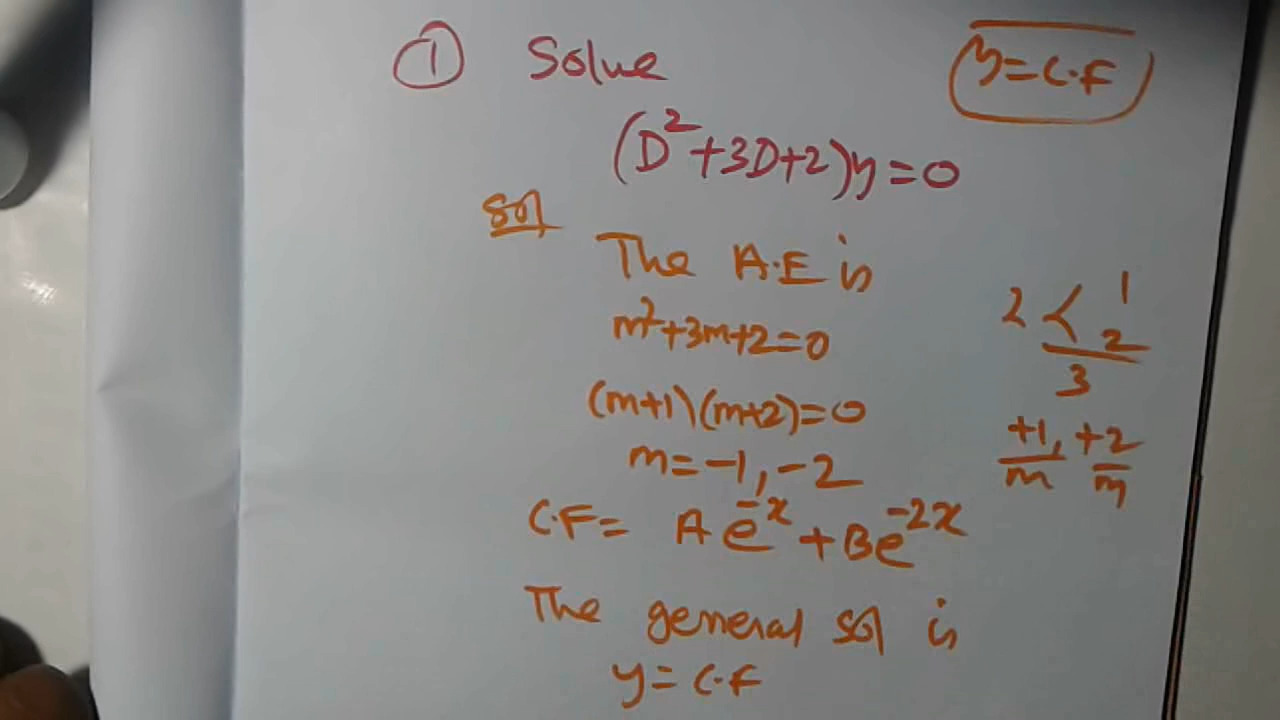 ① Solve
y=C.F
(D²+3D+2)y=0
Sol
The A.E is
m²+3m+2=0
2 < 1
2
3
(m+1)(m+2)=0
+1, +2
m m
m=-1,-2
C.F= Ae^-x + Be^-2x
The general sol is
y=C.F